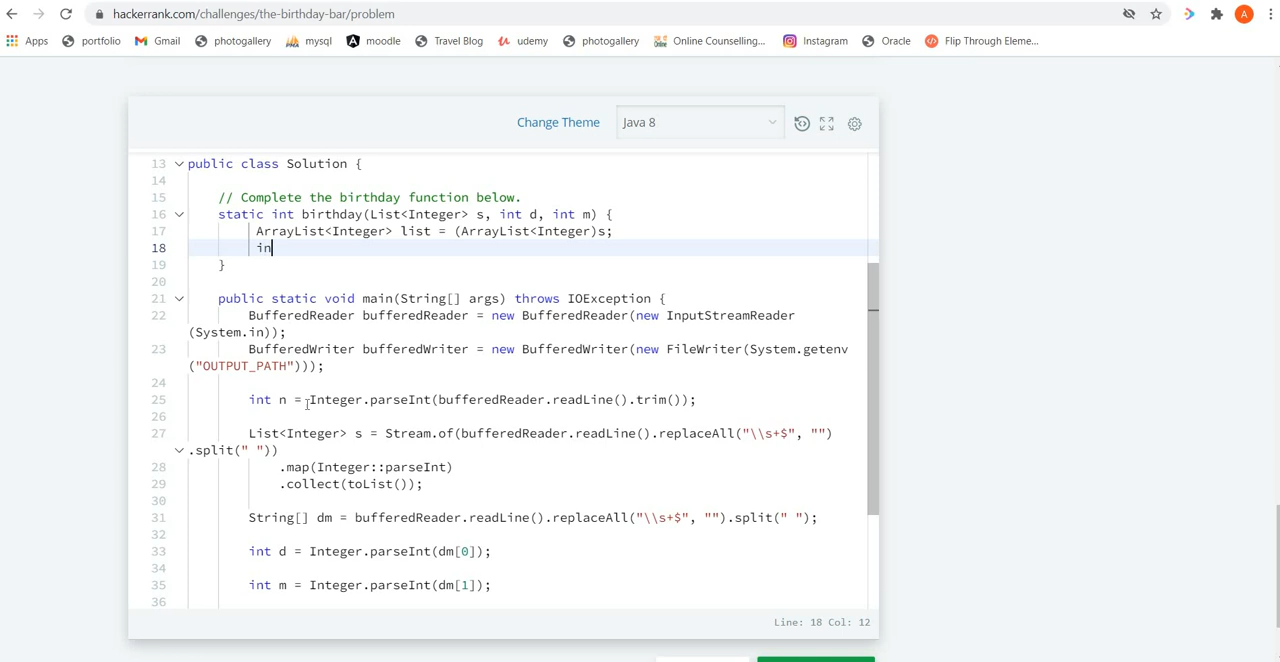 hackerrank.com/challenges/the-birthday-bar/problem
A
Apps portfolio Gmail photogallery mysql moodle Travel Blog udemy photogallery Online Counselling... Instagram Oracle Flip Through Eleme...
Change Theme Java 8
13 public class Solution {
14
15 // Complete the birthday function below.
16 static int birthday(List<Integer> s, int d, int m) {
17 ArrayList<Integer> list = (ArrayList<Integer)s;
18 in
19 }
20
21 public static void main(String[] args) throws IOException {
22 BufferedReader bufferedReader = new BufferedReader(new InputStreamReader
(System.in));
23 BufferedWriter bufferedWriter = new BufferedWriter(new FileWriter(System.getenv
("OUTPUT_PATH")));
24
25 int n = Integer.parseInt(bufferedReader.readLine().trim());
26
27 List<Integer> s = Stream.of(bufferedReader.readLine().replaceAll("\\s+$", "")
.split(" "))
28 .map(Integer::parseInt)
29 .collect(toList());
30
31 String[] dm = bufferedReader.readLine().replaceAll("\\s+$", "").split(" ");
32
33 int d = Integer.parseInt(dm[0]);
34
35 int m = Integer.parseInt(dm[1]);
36
Line: 18 Col: 12